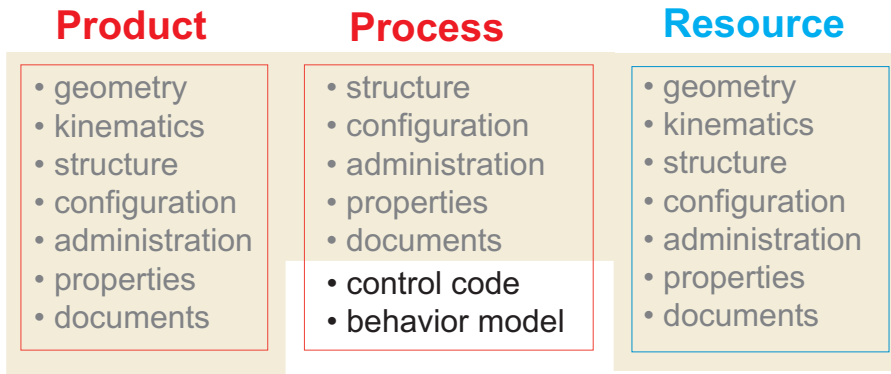 Product
• geometry
• kinematics
• structure
• configuration
• administration
• properties
• documents
Process
• structure
• configuration
• administration
• properties
• documents
• control code
• behavior model
Resource
• geometry
• kinematics
• structure
• configuration
• administration
• properties
• documents